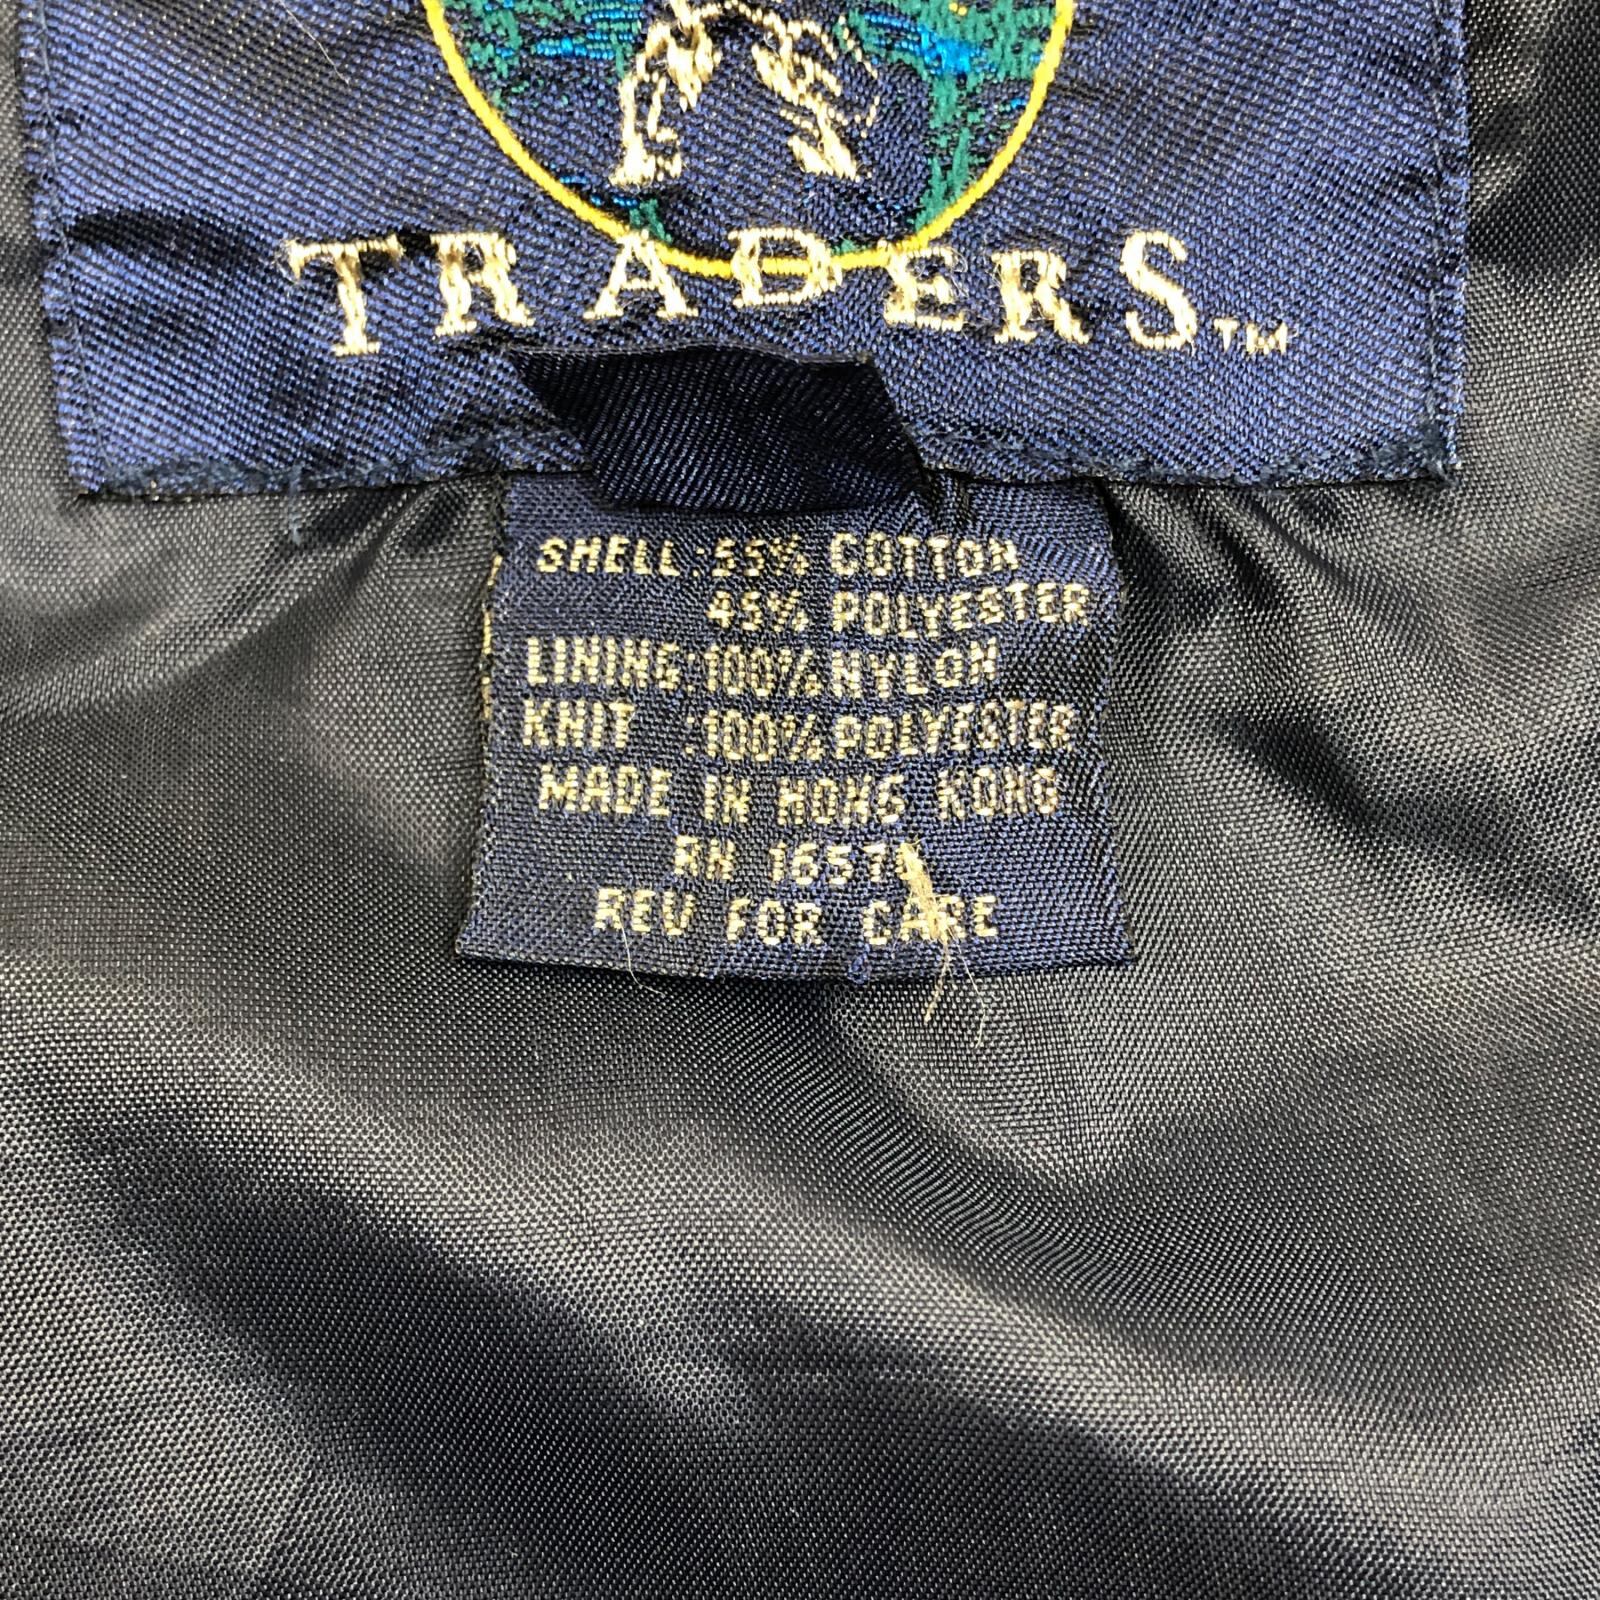 TRADERS™
SHELL:55% COTTON
45% POLYESTER
LINING:100% NYLON
KNIT :100% POLYESTER
MADE IN HONG KONG
RN
REV FOR CARE